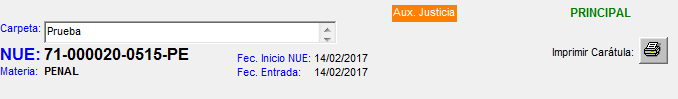 Aux. Justicia PRINCIPAL
Carpeta: Prueba
Imprimir Carátula:
NUE: 71-000020-0515-PE Fec. Inicio NUE: 14/02/2017
Materia: PENAL Fec. Entrada: 14/02/2017